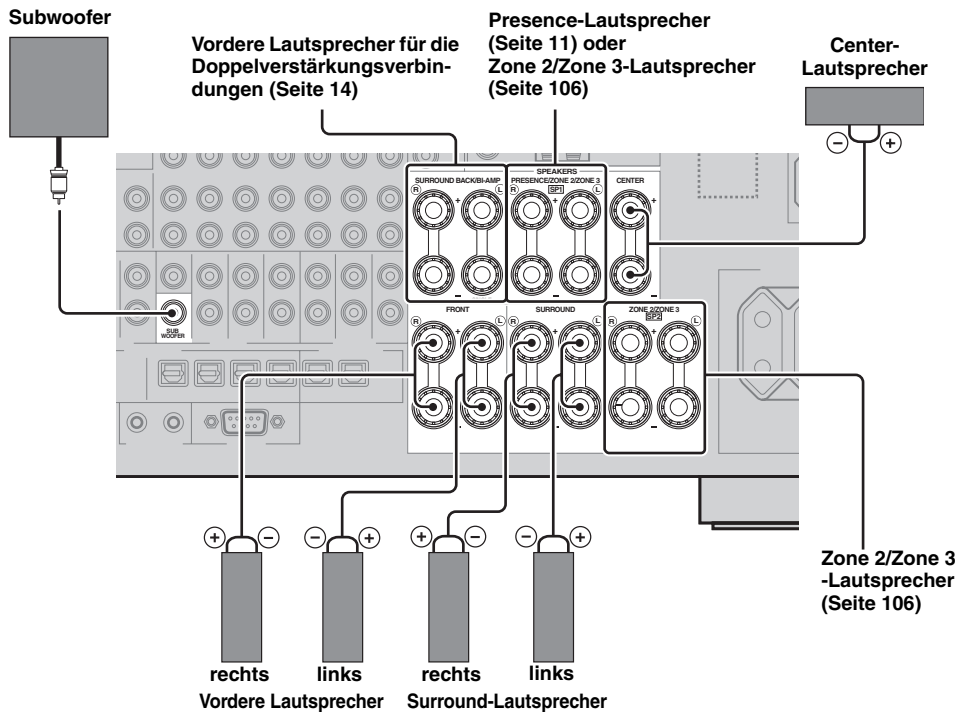 Subwoofer
Vordere Lautsprecher für die
Doppelverstärkungsverbin-
dungen (Seite 14)
Presence-Lautsprecher
(Seite 11) oder
Zone 2/Zone 3-Lautsprecher
(Seite 106)
Center-
Lautsprecher
− +
SPEAKERS
SURROUND BACK/BI-AMP
PRESENCE/ZONE 2/ZONE 3
CENTER
R L
R SP1 L
+ + +
− − −
SUB
WOOFER
FRONT
SURROUND
ZONE 2/ZONE 3
R L
R L
R SP2 L
+ + +
− − −
+ −
− +
+ −
− +
Zone 2/Zone 3
-Lautsprecher
(Seite 106)
rechts
links
rechts
links
Vordere Lautsprecher
Surround-Lautsprecher